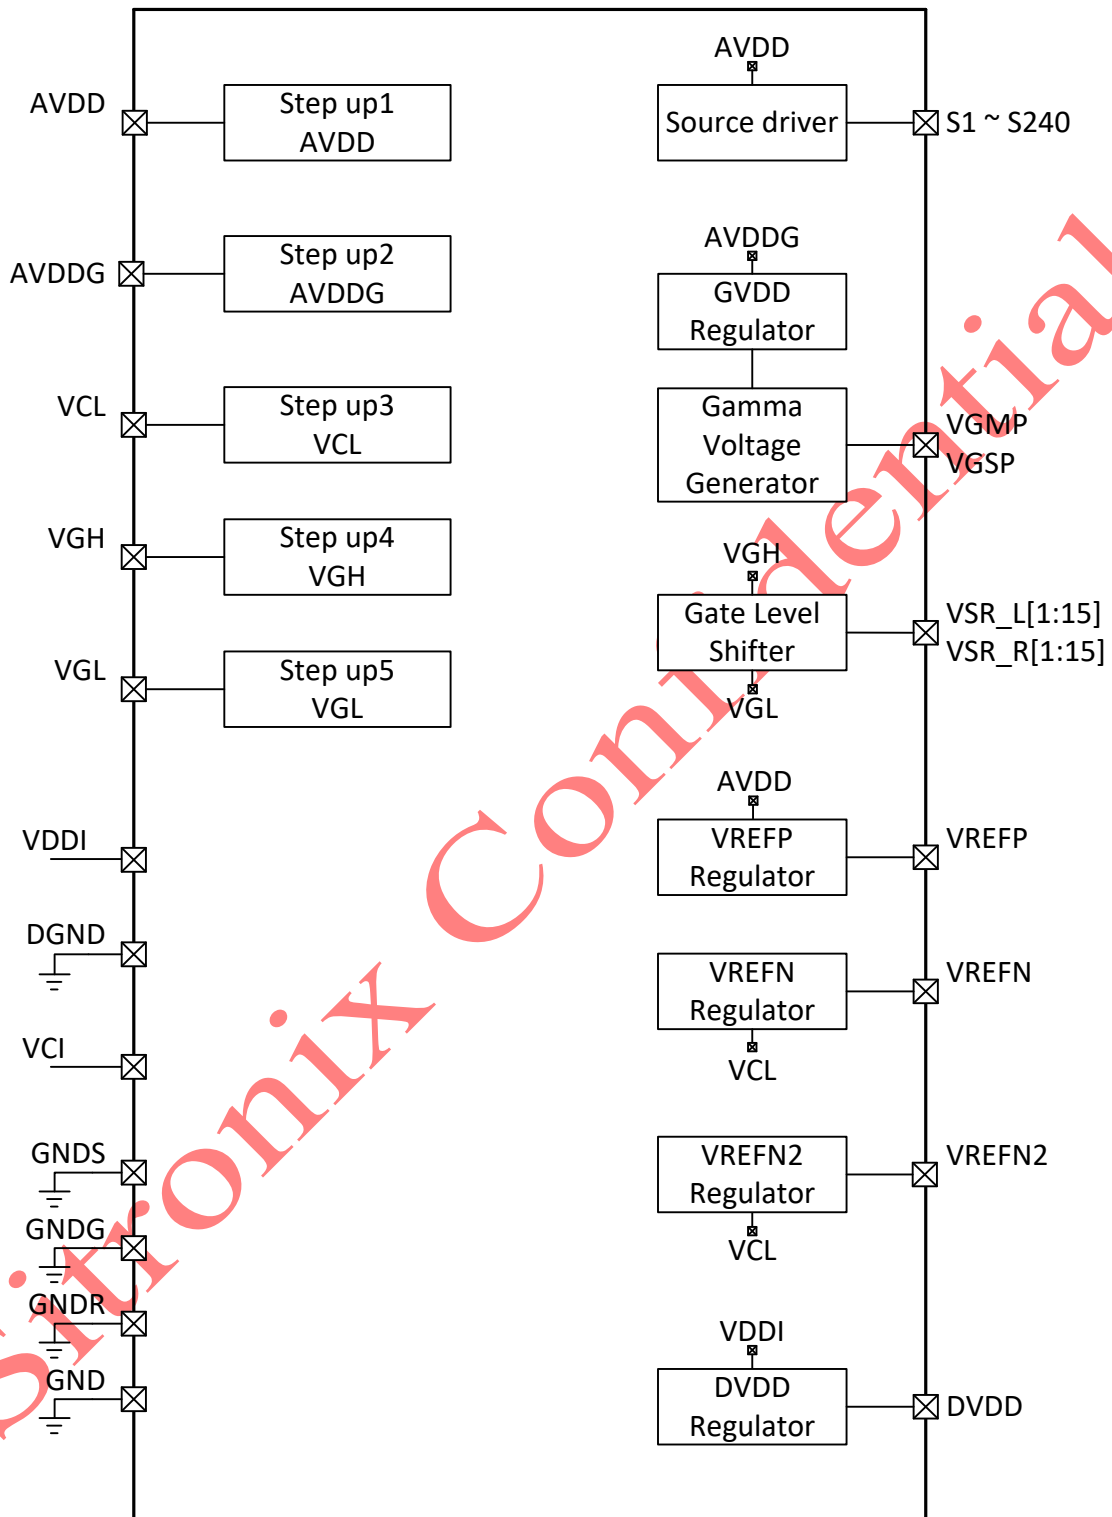 AVDD
Step up1
AVDD
AVDDG
Step up2
AVDDG
VCL
Step up3
VCL
VGH
Step up4
VGH
VGL
Step up5
VGL
VDDI
DGND
VCI
GNDS
GNDG
GNDR
GND
AVDD
Source driver
S1 ~ S240
AVDDG
GVDD
Regulator
Gamma
Voltage
Generator
VGMP
VGSP
VGH
Gate Level
Shifter
VGL
VSR_L[1:15]
VSR_R[1:15]
AVDD
VREFP
Regulator
VREFP
VREFN
Regulator
VCL
VREFN
VREFN2
Regulator
VCL
VREFN2
VDDI
DVDD
Regulator
DVDD
Sitronix Confidential